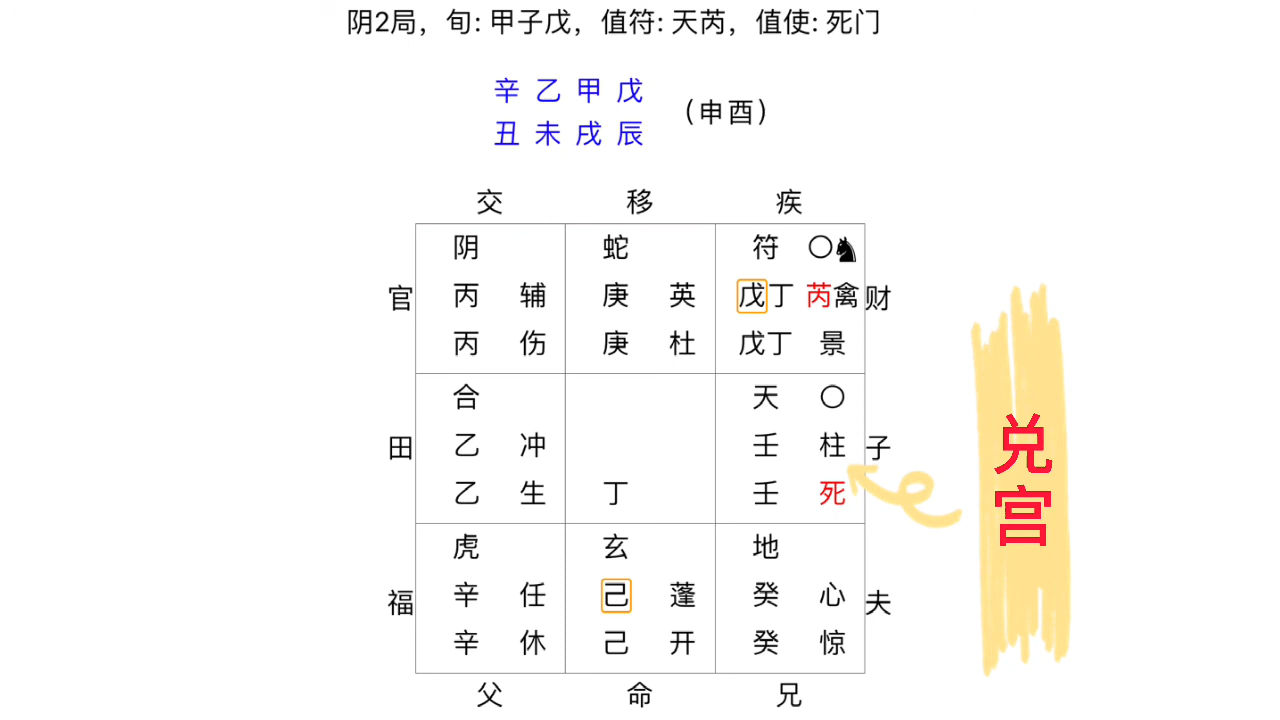 阴2局，旬: 甲子戊，值符: 天芮，值使: 死门
辛 乙 甲 戊
丑 未 戌 辰
（申酉）
交 移 疾
阴 蛇 符 〇
官 丙 辅 庚 英 戊丁 芮禽 财
丙 伤 庚 杜 戊丁 景
合 天 〇
田 乙 冲 壬 柱 子
乙 生 丁 壬 死
虎 玄 地
福 辛 任 己 蓬 癸 心 夫
辛 休 己 开 癸 惊
父 命 兄
兑
宫